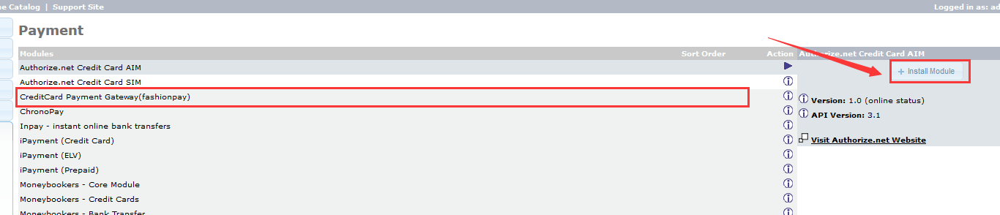 ne Catalog | Support Site
Logged in as: ad
Payment
Modules Sort Order Action
Authorize.net Credit Card AIM
Authorize.net Credit Card AIM
Install Module
Authorize.net Credit Card SIM
CreditCard Payment Gateway(fashionpay)
Version: 1.0 (online status)
ChronoPay
API Version: 3.1
Inpay - instant online bank transfers
iPayment (Credit Card)
Visit Authorize.net Website
iPayment (ELV)
iPayment (Prepaid)
Moneybookers - Core Module
Moneybookers - Credit Cards
Moneybookers - Bank Transfer